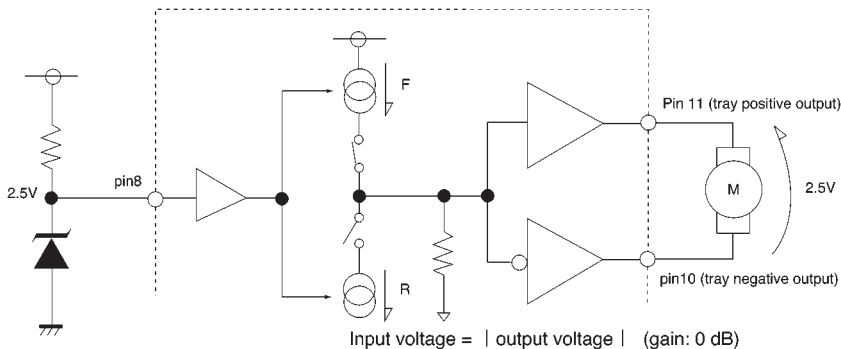 F
Pin 11 (tray positive output)
pin8
2.5V
M
2.5V
R
pin10 (tray negative output)
Input voltage = | output voltage | (gain: 0 dB)